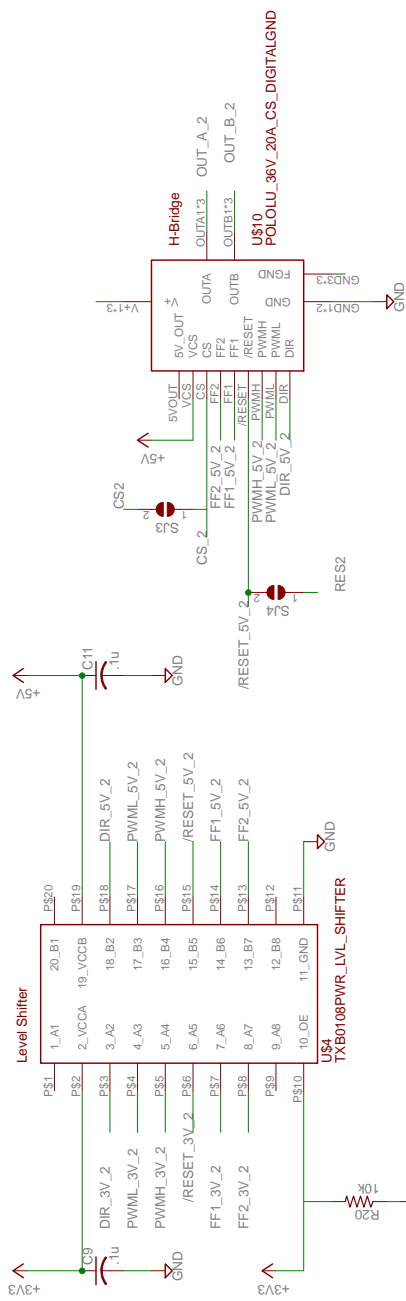 Level Shifter
+3V3
C9
.1u
GND
P$1
1_A1
20_B1
P$20
P$2
2_VCCA
19_VCCB
P$19
DIR_3V_2
P$3
3_A2
18_B2
P$18
DIR_5V_2
PWML_3V_2
P$4
4_A3
17_B3
P$17
PWML_5V_2
PWMH_3V_2
P$5
5_A4
16_B4
P$16
PWMH_5V_2
/RESET_3V_2
P$6
6_A5
15_B5
P$15
/RESET_5V_2
FF1_3V_2
P$7
7_A6
14_B6
P$14
FF1_5V_2
FF2_3V_2
P$8
8_A7
13_B7
P$13
FF2_5V_2
P$9
9_A8
12_B8
P$12
+3V3
P$10
10_OE
11_GND
P$11
GND
U$4
TXB0108PWR_LVL_SHIFTER
R20
10k
+5V
C11
.1u
GND
H-Bridge
V+1*3
V+
+5V
5VOUT
5V_OUT
VCS
VCS
CS2
SJ3
1
2
CS_2
CS
CS
FF2_5V_2
FF2
FF2
FF1_5V_2
FF1
FF1
/RESET_5V_2
/RESET
/RESET
PWMH_5V_2
PWMH
PWMH
PWML_5V_2
PWML
PWML
DIR_5V_2
DIR
DIR
OUTA
OUTA1*3
OUT_A_2
OUTB
OUTB1*3
OUT_B_2
GND
GND1*2
GND
FGND
GND3*3
SJ4
2
1
RES2
U$10
POLOLU_36V_20A_CS_DIGITALGND